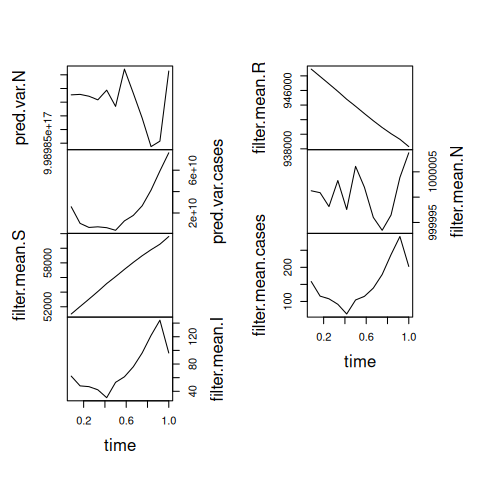 pred.var.N
9.98985e+17
pred.var.cases
6e+10
2e+10
filter.mean.S
58000
52000
filter.mean.I
120
80
40
0.2
0.6
1.0
time
filter.mean.R
946000
938000
filter.mean.N
1000005
999995
filter.mean.cases
200
100
0.2
0.6
1.0
time